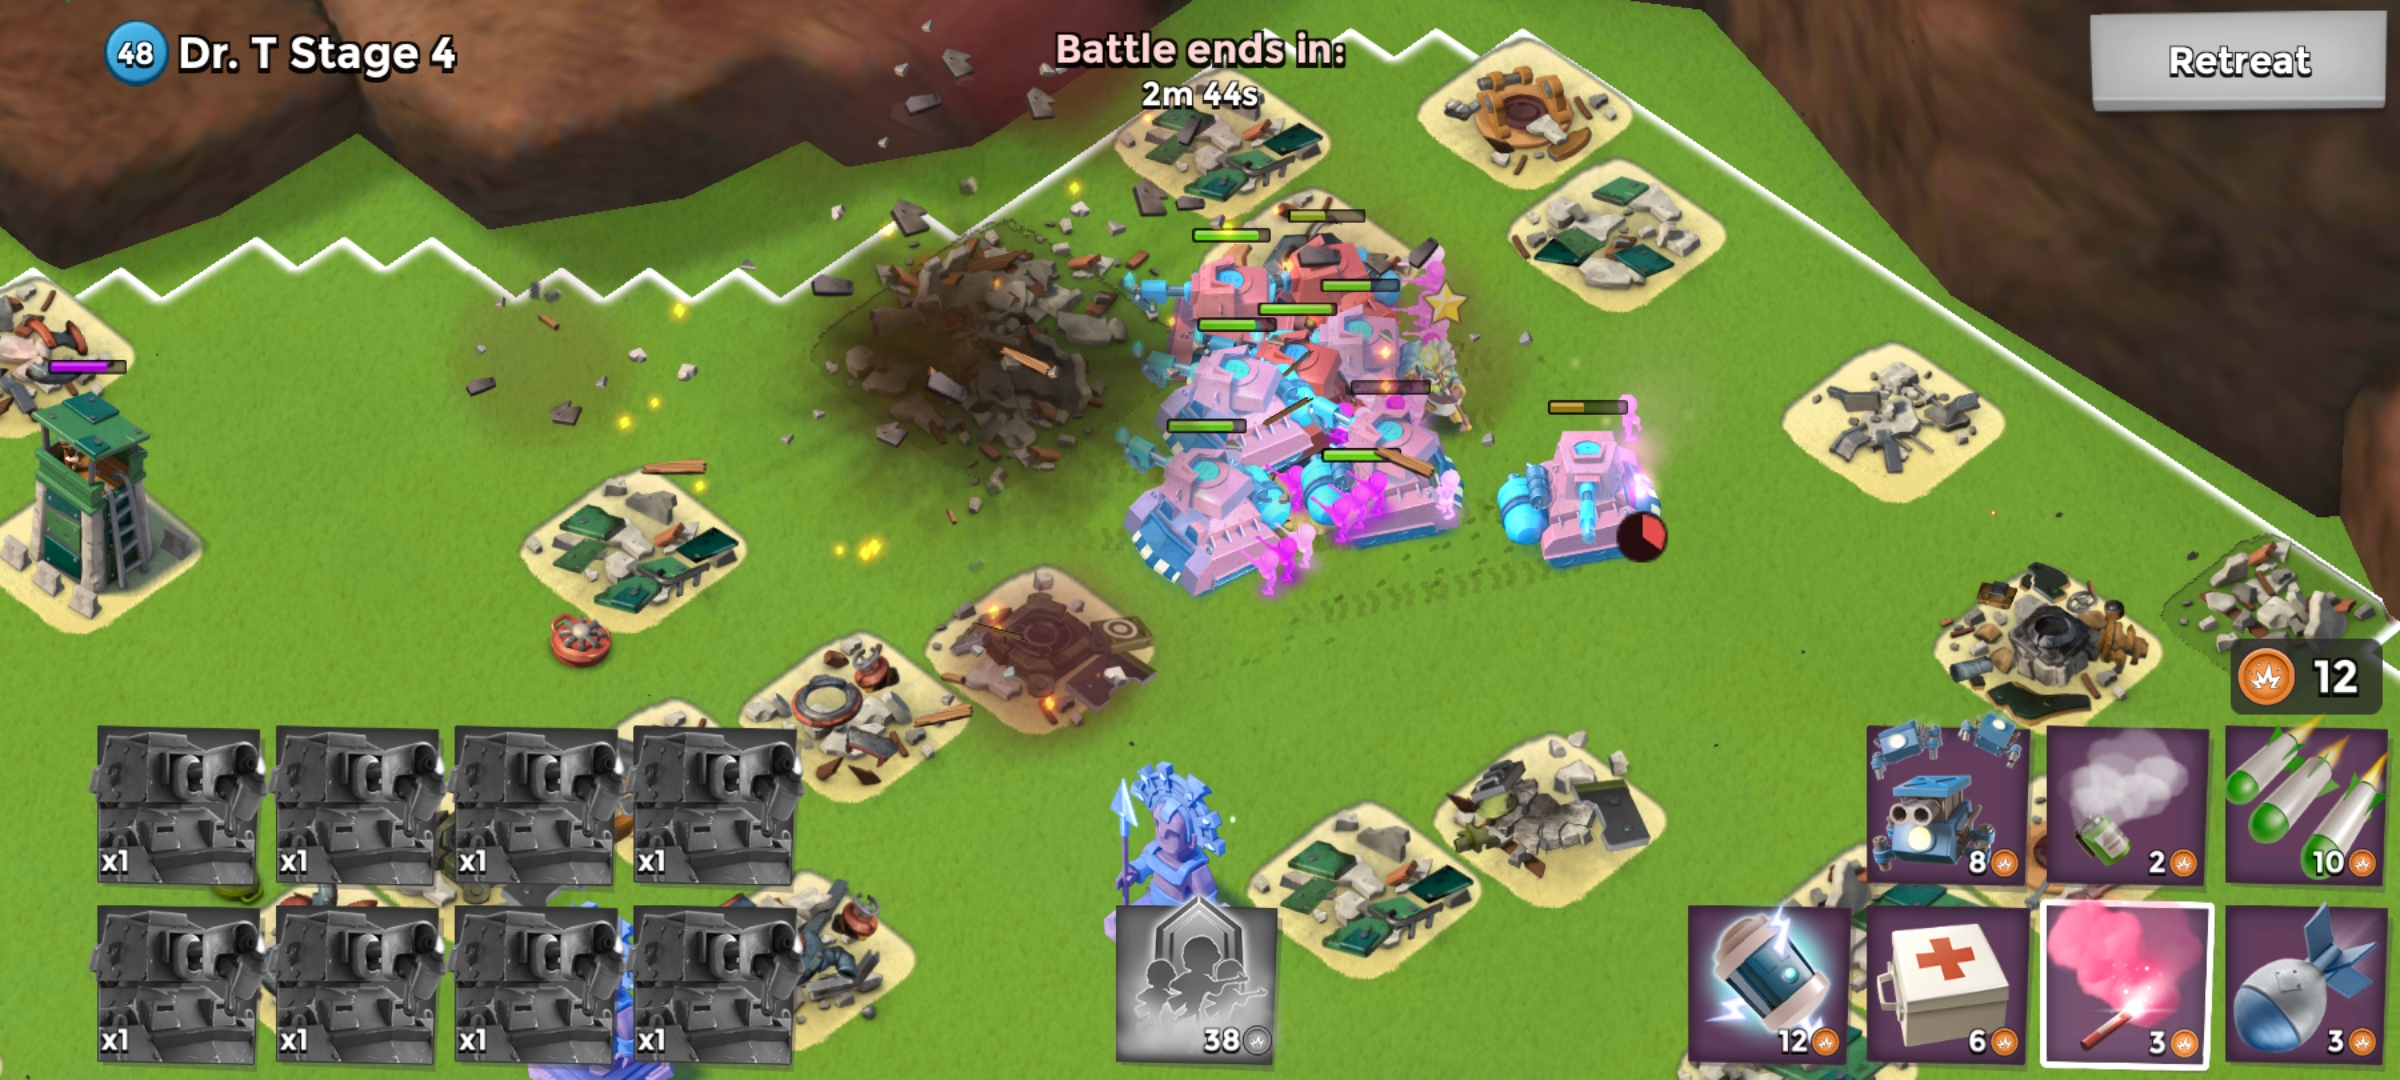 48 Dr. T Stage 4
Battle ends in:
2m 44s
Retreat
12
x1 x1 x1 x1
8 2 10
x1 x1 x1 x1
38
12 6 3 3